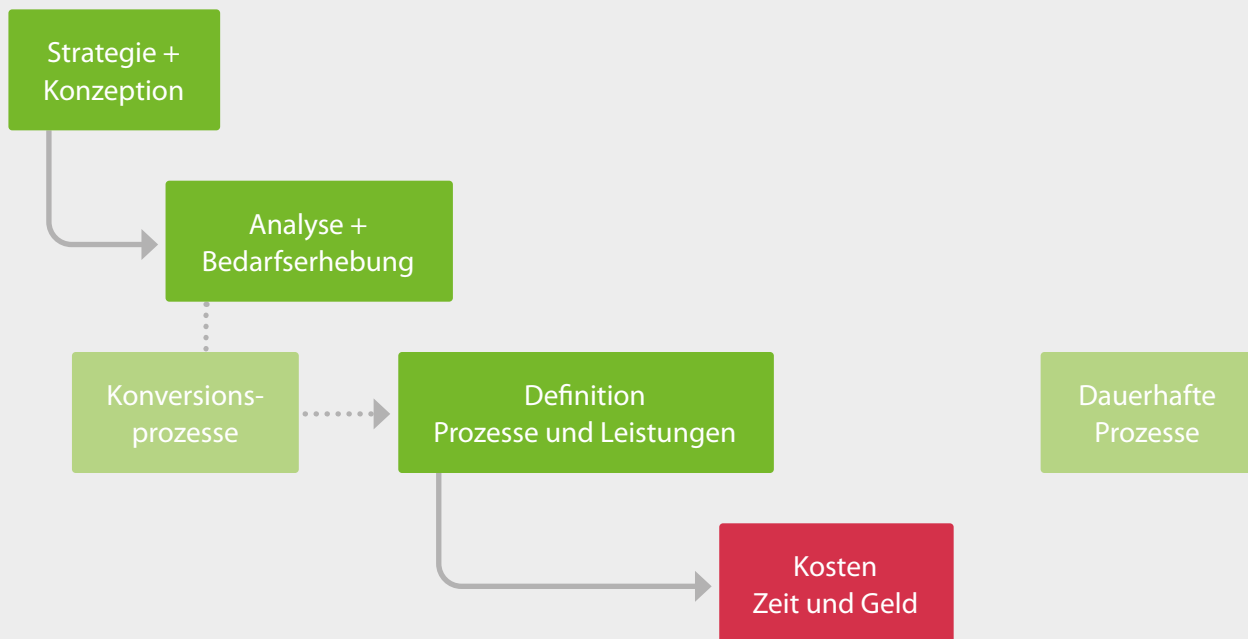 Strategie +
Konzeption
Analyse +
Bedarfserhebung
Konversions-
prozesse
Definition
Prozesse und Leistungen
Dauerhafte
Prozesse
Kosten
Zeit und Geld